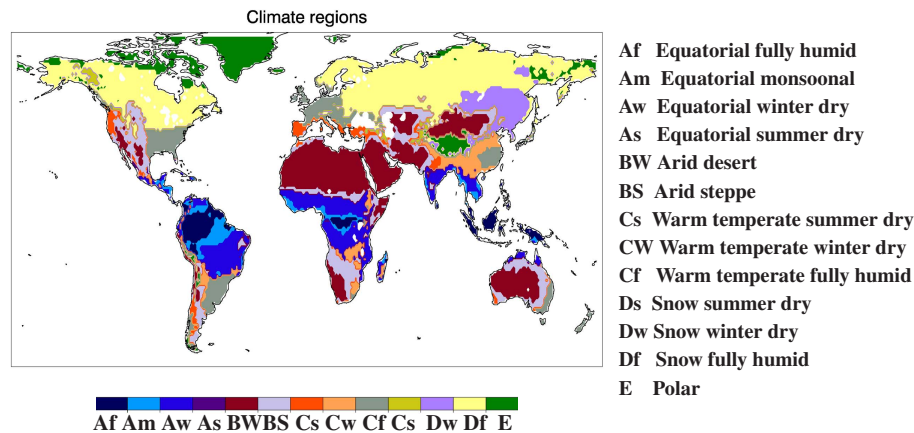 Climate regions
Af Equatorial fully humid
Am Equatorial monsoonal
Aw Equatorial winter dry
As Equatorial summer dry
BW Arid desert
BS Arid steppe
Cs Warm temperate summer dry
CW Warm temperate winter dry
Cf Warm temperate fully humid
Ds Snow summer dry
Dw Snow winter dry
Df Snow fully humid
E Polar
Af Am Aw As BWBS Cs Cw Cf Cs Dw Df E